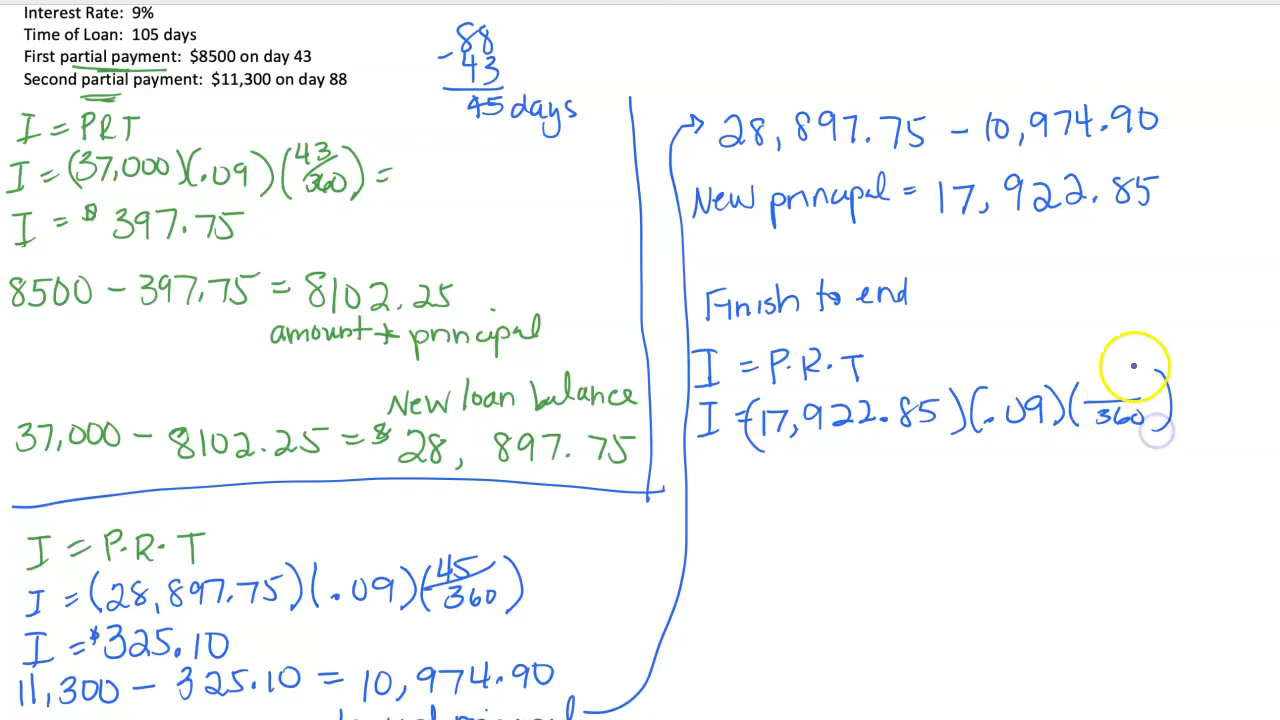 Interest Rate: 9%
Time of Loan: 105 days
First partial payment: $8500 on day 43
Second partial payment: $11,300 on day 88
88
- 43
45 days
I = PRT
I = (37,000)(.09)(43/360) =
I = $397.75
8500 - 397.75 = 8102.25
amount + principal
New loan balance
37,000 - 8102.25 = $28,897.75
I = P·R·T
I = (28,897.75)(.09)(45/360)
I = $325.10
11,300 - 325.10 = 10,974.90
28,897.75 - 10,974.90
New principal = 17,922.85
Finish to end
I = P·R·T
I = (17,922.85)(.09)( /360)